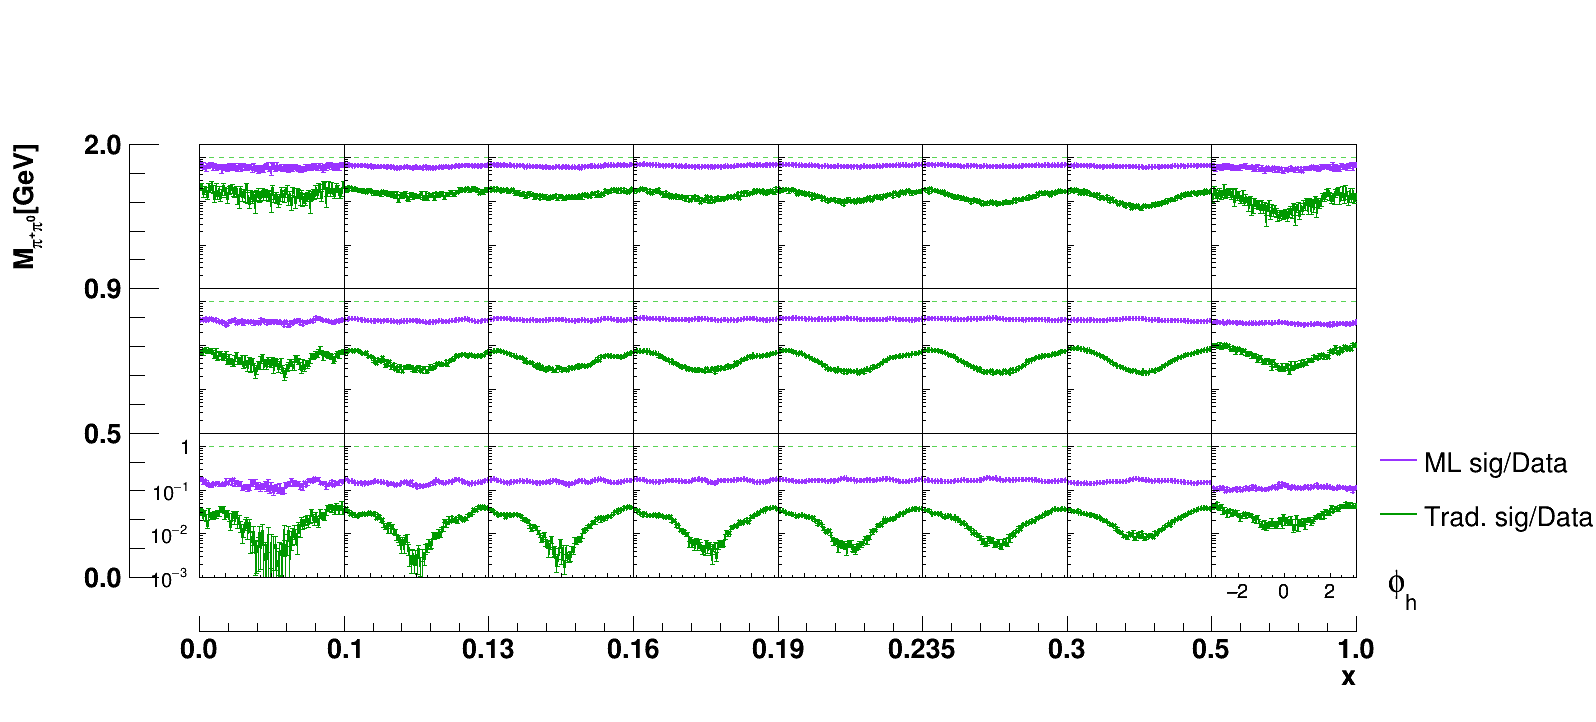 M_{π⁺π⁰}[GeV]
2.0
0.9
0.5
0.0
1
10⁻¹
10⁻²
10⁻³
ML sig/Data
Trad. sig/Data
−2 0 2
ϕ_h
0.0 0.1 0.13 0.16 0.19 0.235 0.3 0.5 1.0
x